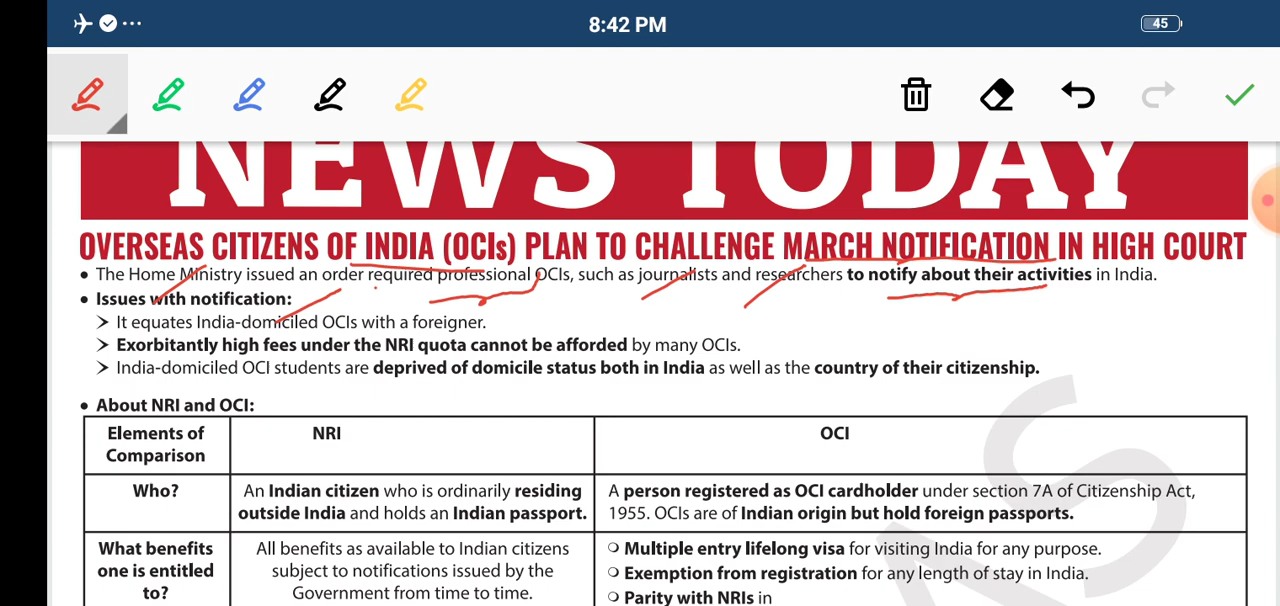 8:42 PM
45
NEWS TODAY
OVERSEAS CITIZENS OF INDIA (OCIs) PLAN TO CHALLENGE MARCH NOTIFICATION IN HIGH COURT
• The Home Ministry issued an order required professional OCIs, such as journalists and researchers to notify about their activities in India.
• Issues with notification:
➢ It equates India-domiciled OCIs with a foreigner.
➢ Exorbitantly high fees under the NRI quota cannot be afforded by many OCIs.
➢ India-domiciled OCI students are deprived of domicile status both in India as well as the country of their citizenship.
• About NRI and OCI:
Elements of
Comparison
NRI
OCI
Who?
An Indian citizen who is ordinarily residing
outside India and holds an Indian passport.
A person registered as OCI cardholder under section 7A of Citizenship Act,
1955. OCIs are of Indian origin but hold foreign passports.
What benefits
one is entitled
to?
All benefits as available to Indian citizens
subject to notifications issued by the
Government from time to time.
○ Multiple entry lifelong visa for visiting India for any purpose.
○ Exemption from registration for any length of stay in India.
○ Parity with NRIs in
AS